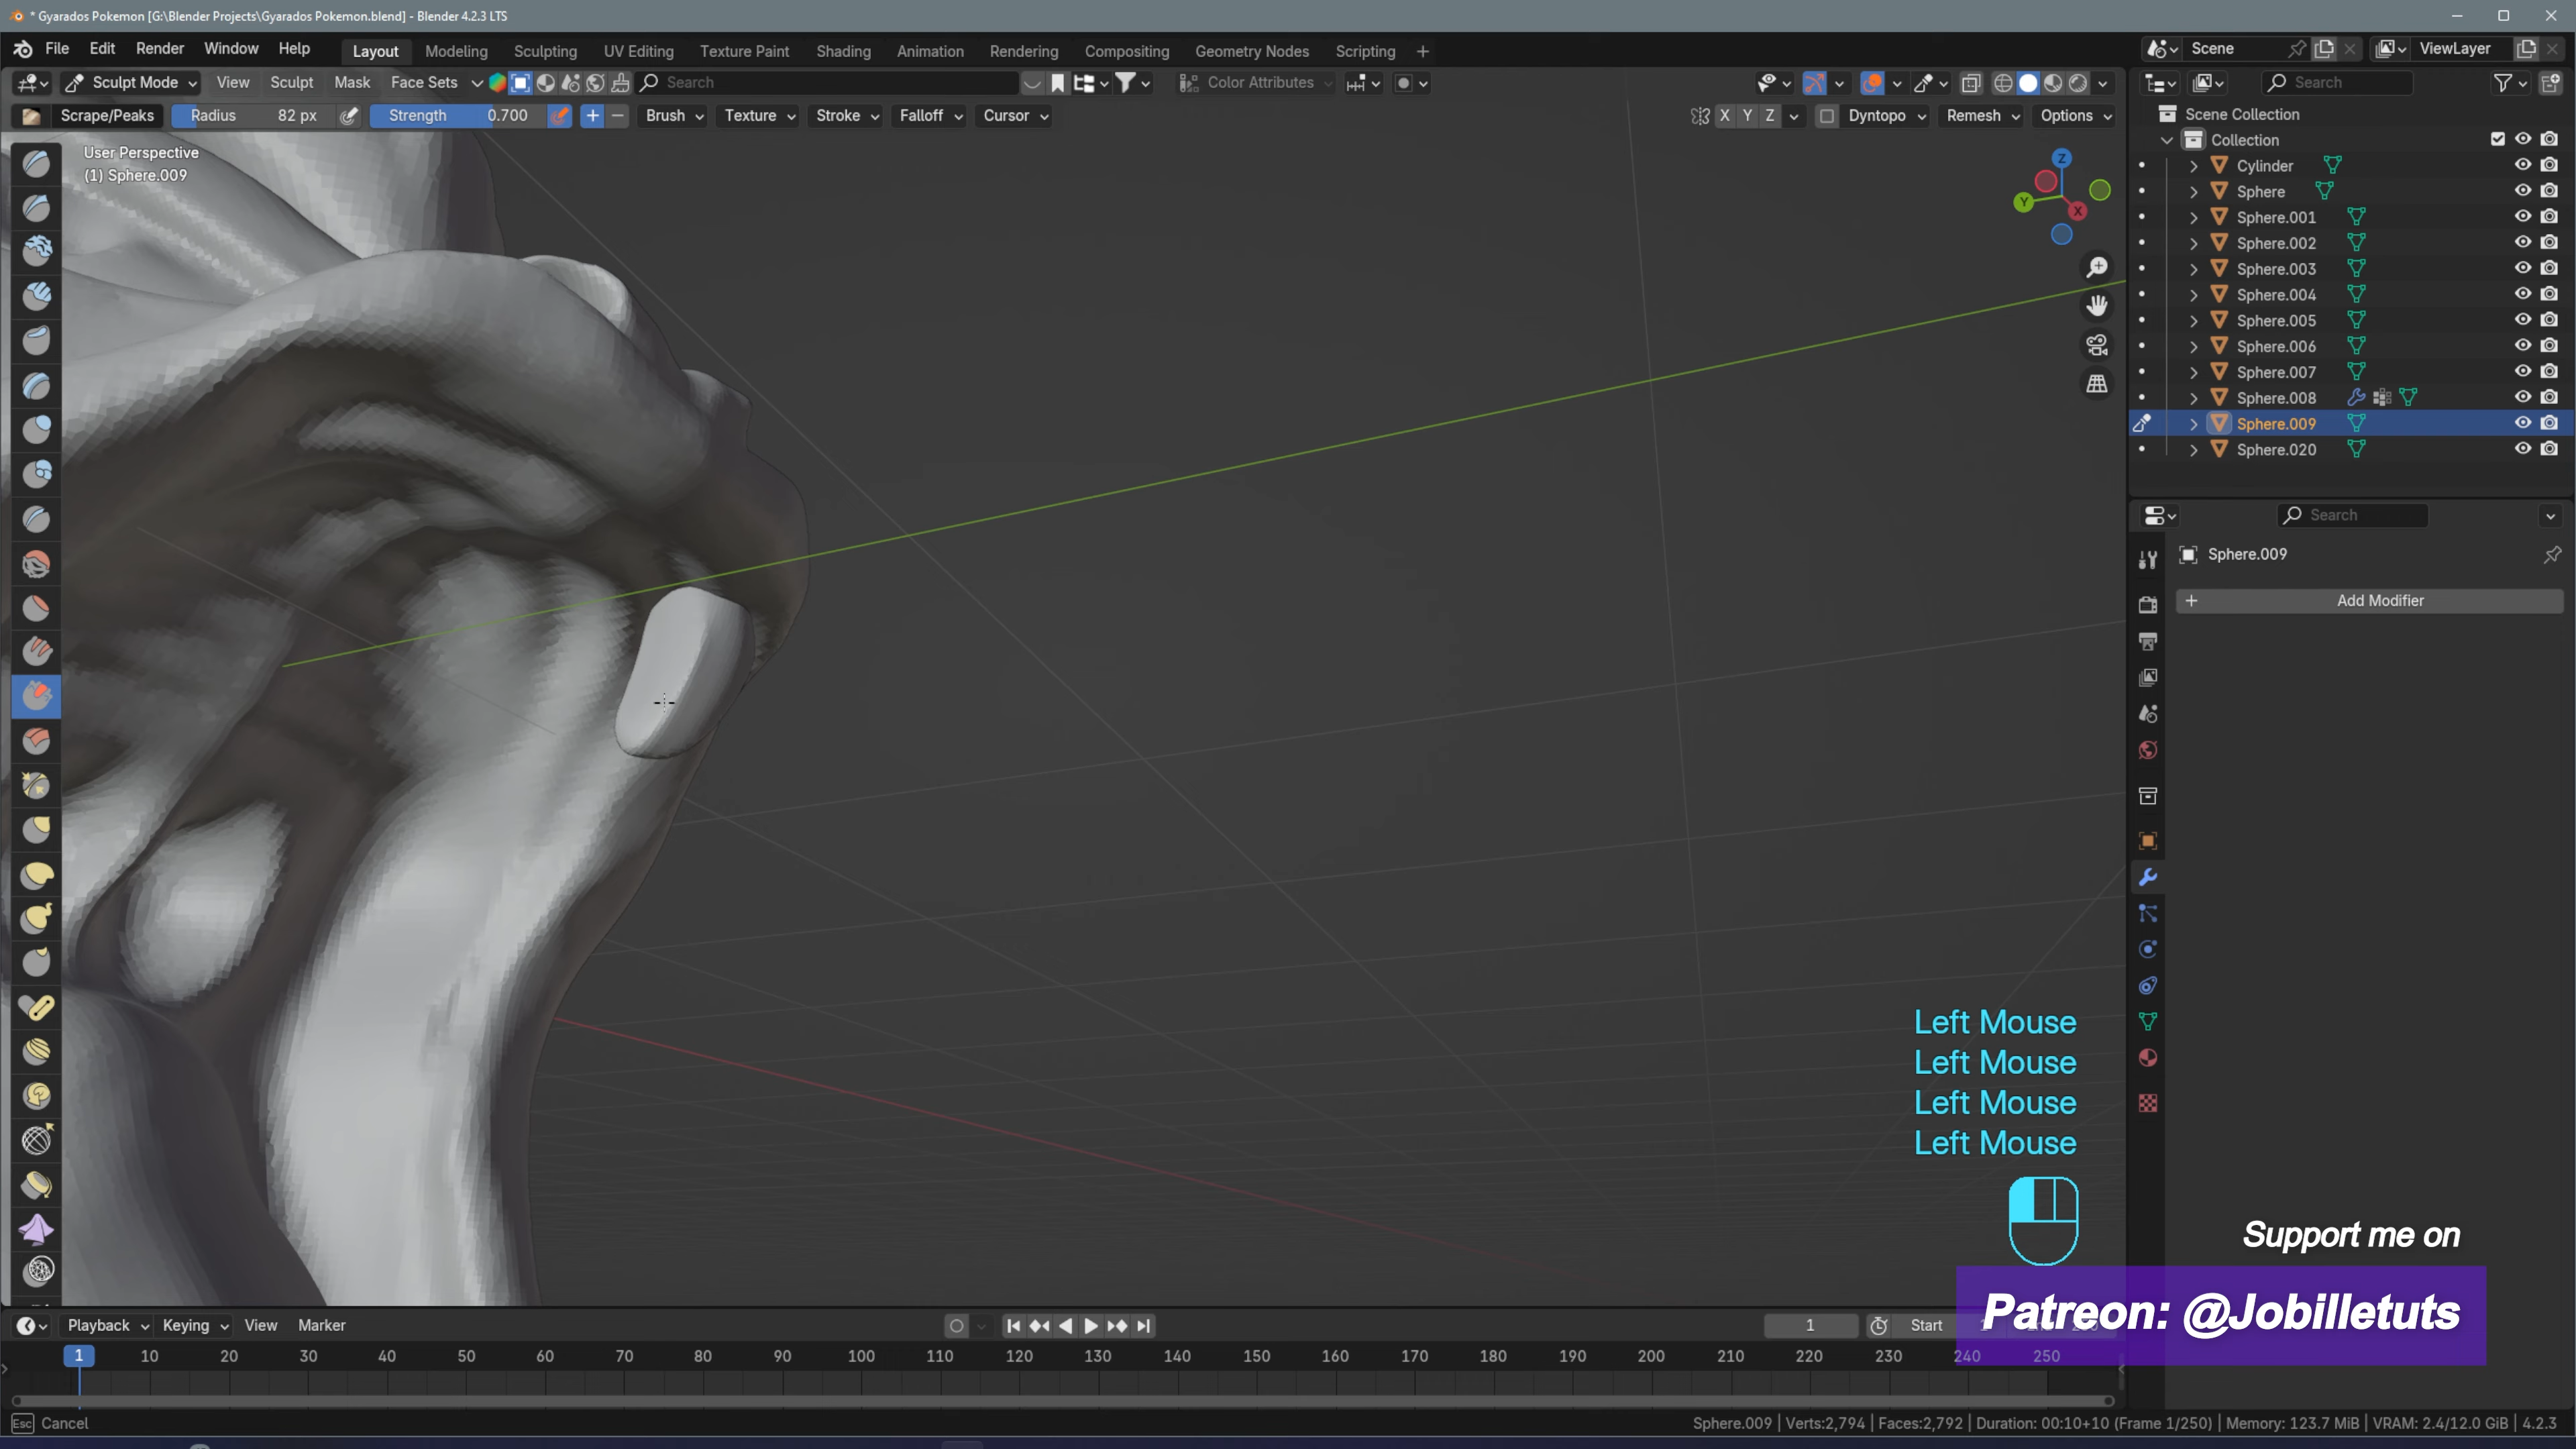 * Gyarados Pokemon [G:\Blender Projects\Gyarados Pokemon.blend] - Blender 4.2.3 LTS
File Edit Render Window Help Layout Modeling Sculpting UV Editing Texture Paint Shading Animation Rendering Compositing Geometry Nodes Scripting + Scene ViewLayer
Sculpt Mode View Sculpt Mask Face Sets Search Color Attributes Search
Scrape/Peaks Radius 82 px Strength 0.700 + − Brush Texture Stroke Falloff Cursor X Y Z Dyntopo Remesh Options
User Perspective
(1) Sphere.009
Z
Y
X
Scene Collection
Collection
Cylinder
Sphere
Sphere.001
Sphere.002
Sphere.003
Sphere.004
Sphere.005
Sphere.006
Sphere.007
Sphere.008
Sphere.009
Sphere.020
Search
Sphere.009
+ Add Modifier
Left Mouse
Left Mouse
Left Mouse
Left Mouse
Support me on
Patreon: @Jobilletuts
Playback Keying View Marker 1 Start
1 10 20 30 40 50 60 70 80 90 100 110 120 130 140 150 160 170 180 190 200 210 220 230 240 250
Esc Cancel
Sphere.009 | Verts:2,794 | Faces:2,792 | Duration: 00:10+10 (Frame 1/250) | Memory: 123.7 MiB | VRAM: 2.4/12.0 GiB | 4.2.3